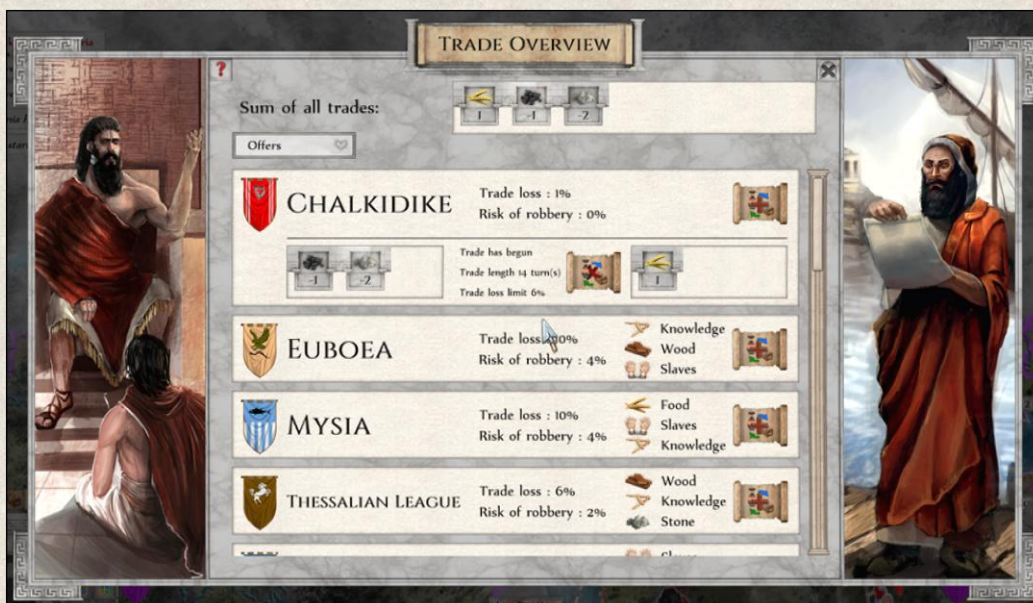 TRADE OVERVIEW
?
Sum of all trades:
1 -1 -2
Offers
CHALKIDIKE
Trade loss : 1%
Risk of robbery : 0%
-1 -2
Trade has begun
Trade length 14 turn(s)
Trade loss limit 6%
1
EUBOEA
Trade loss
Risk of robbery : 4%
Knowledge
Wood
Slaves
MYSIA
Trade loss : 10%
Risk of robbery : 4%
Food
Slaves
Knowledge
THESSALIAN LEAGUE
Trade loss : 6%
Risk of robbery : 2%
Wood
Knowledge
Stone